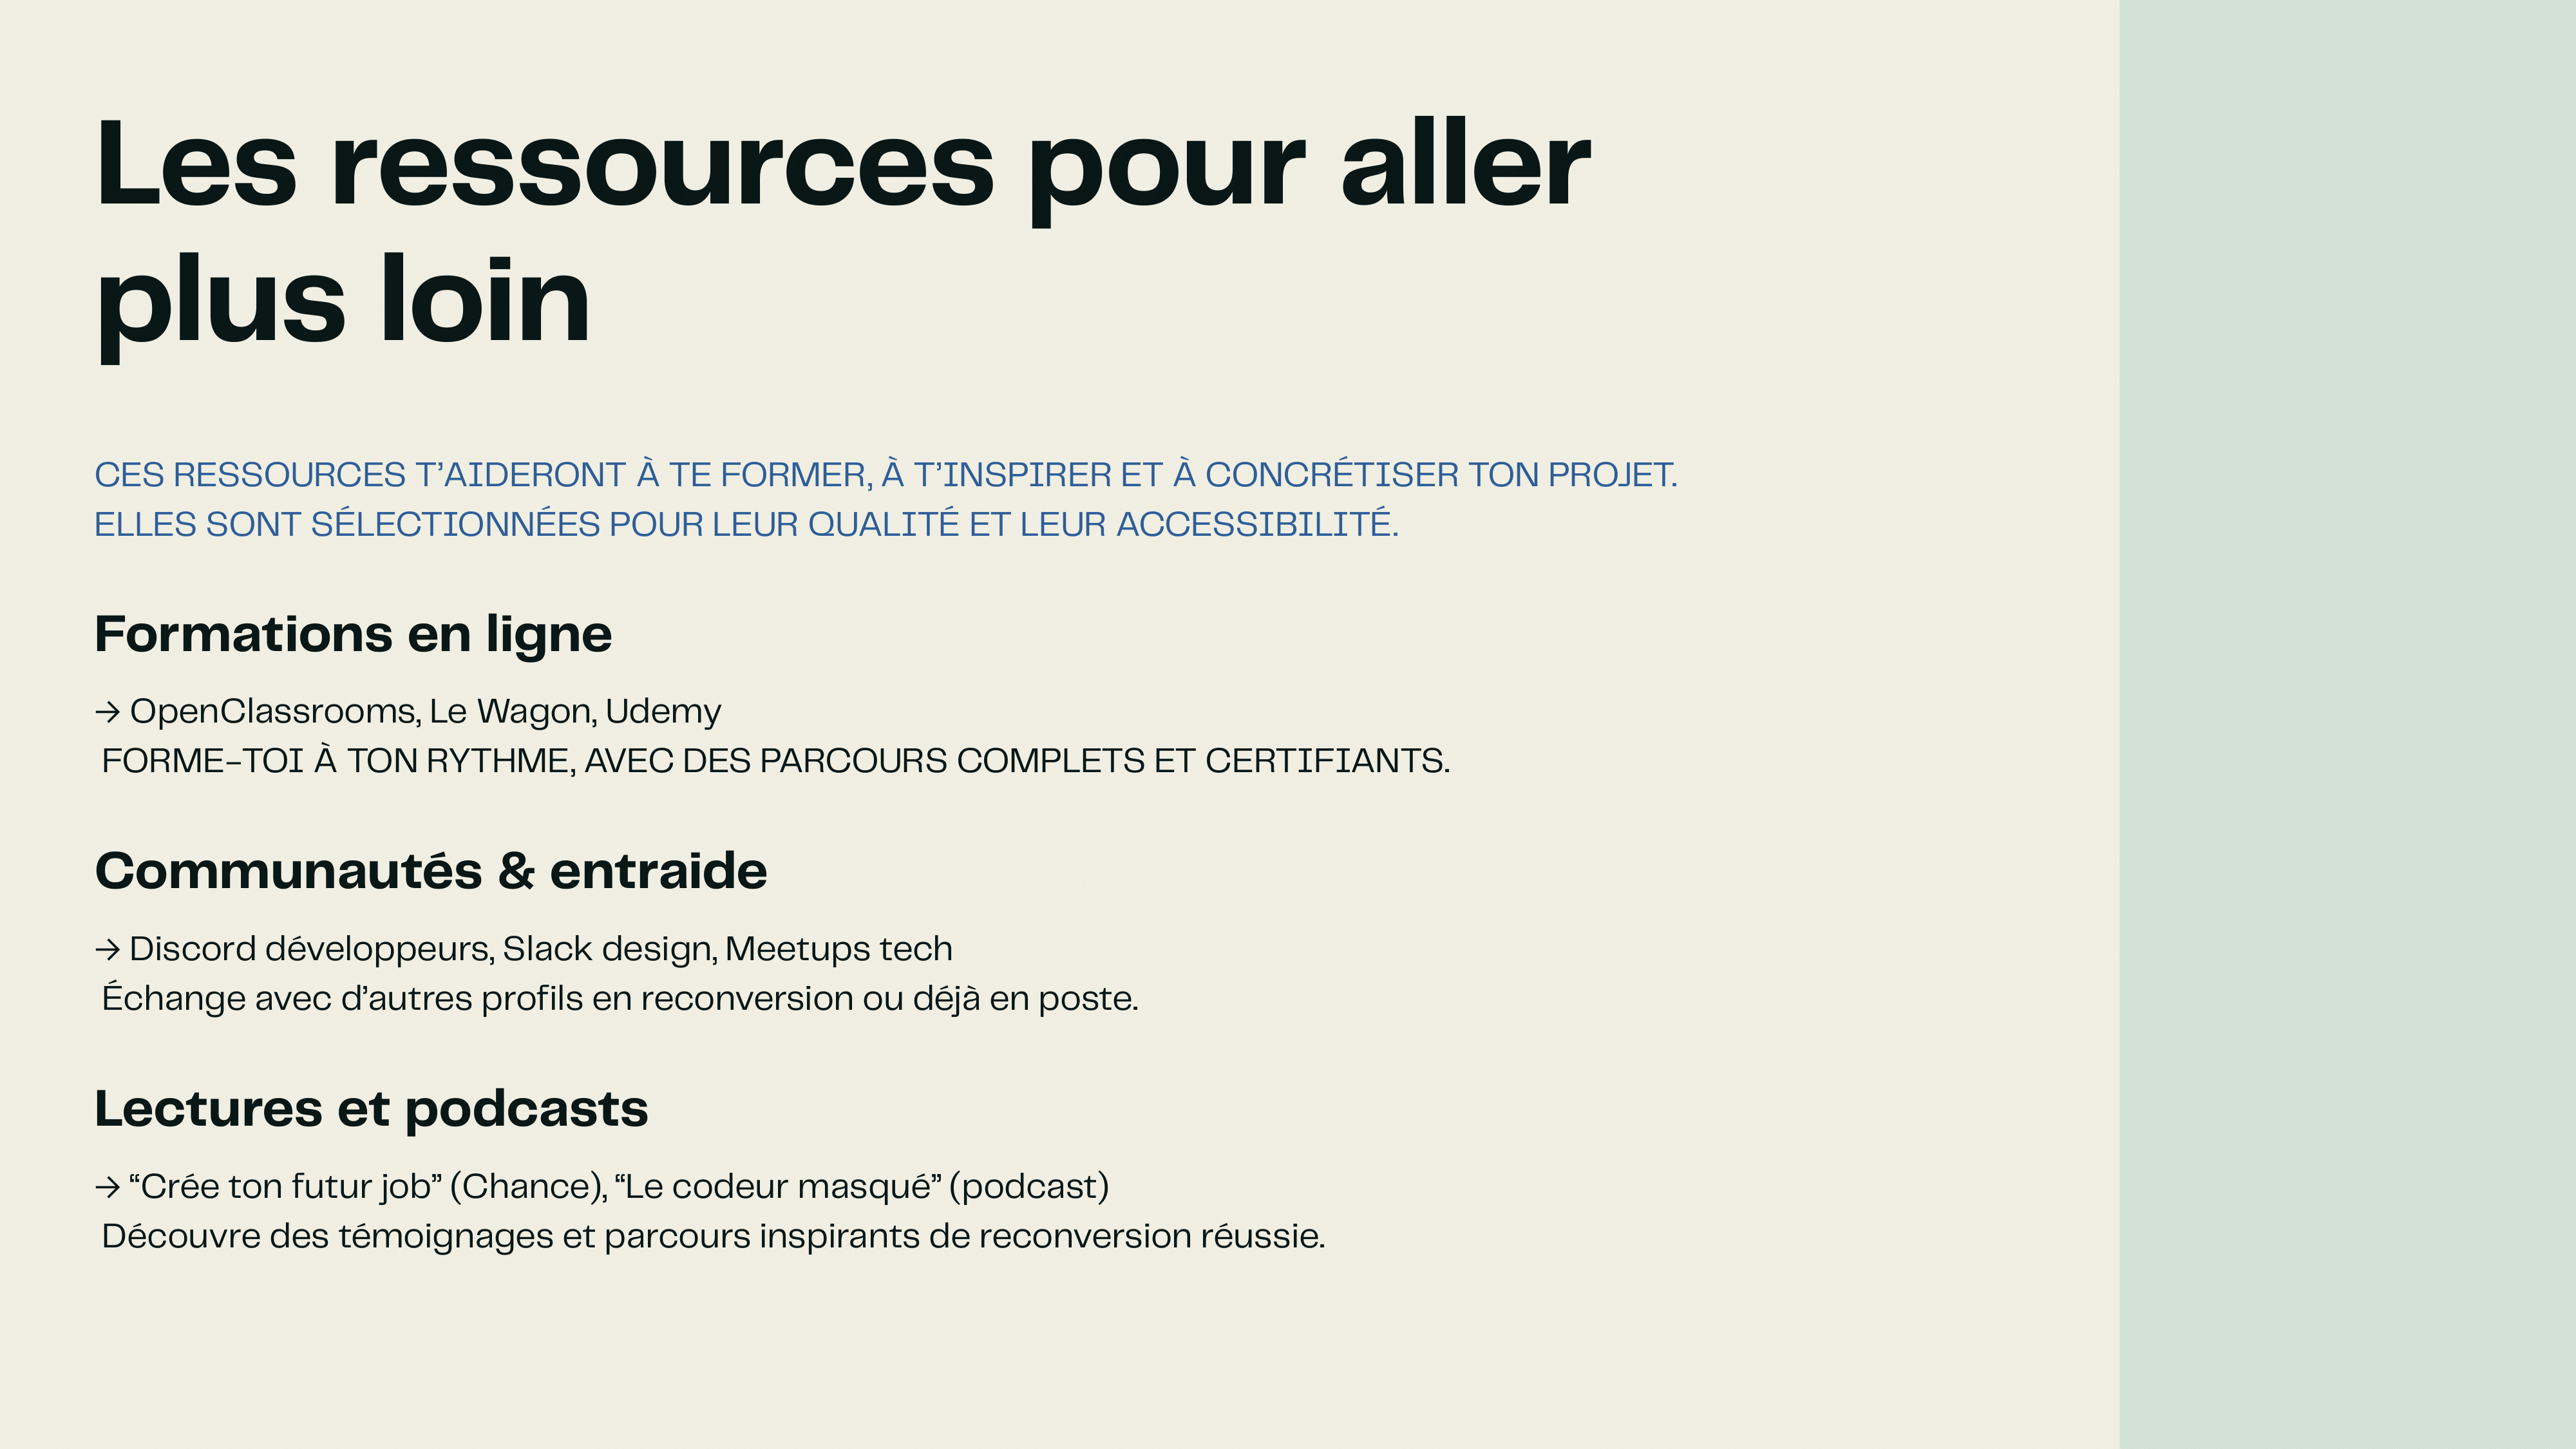 Les ressources pour aller
plus loin
CES RESSOURCES T’AIDERONT À TE FORMER, À T’INSPIRER ET À CONCRÉTISER TON PROJET.
ELLES SONT SÉLECTIONNÉES POUR LEUR QUALITÉ ET LEUR ACCESSIBILITÉ.
Formations en ligne
→ OpenClassrooms, Le Wagon, Udemy
FORME-TOI À TON RYTHME, AVEC DES PARCOURS COMPLETS ET CERTIFIANTS.
Communautés & entraide
→ Discord développeurs, Slack design, Meetups tech
Échange avec d’autres profils en reconversion ou déjà en poste.
Lectures et podcasts
→ “Crée ton futur job” (Chance), “Le codeur masqué” (podcast)
Découvre des témoignages et parcours inspirants de reconversion réussie.